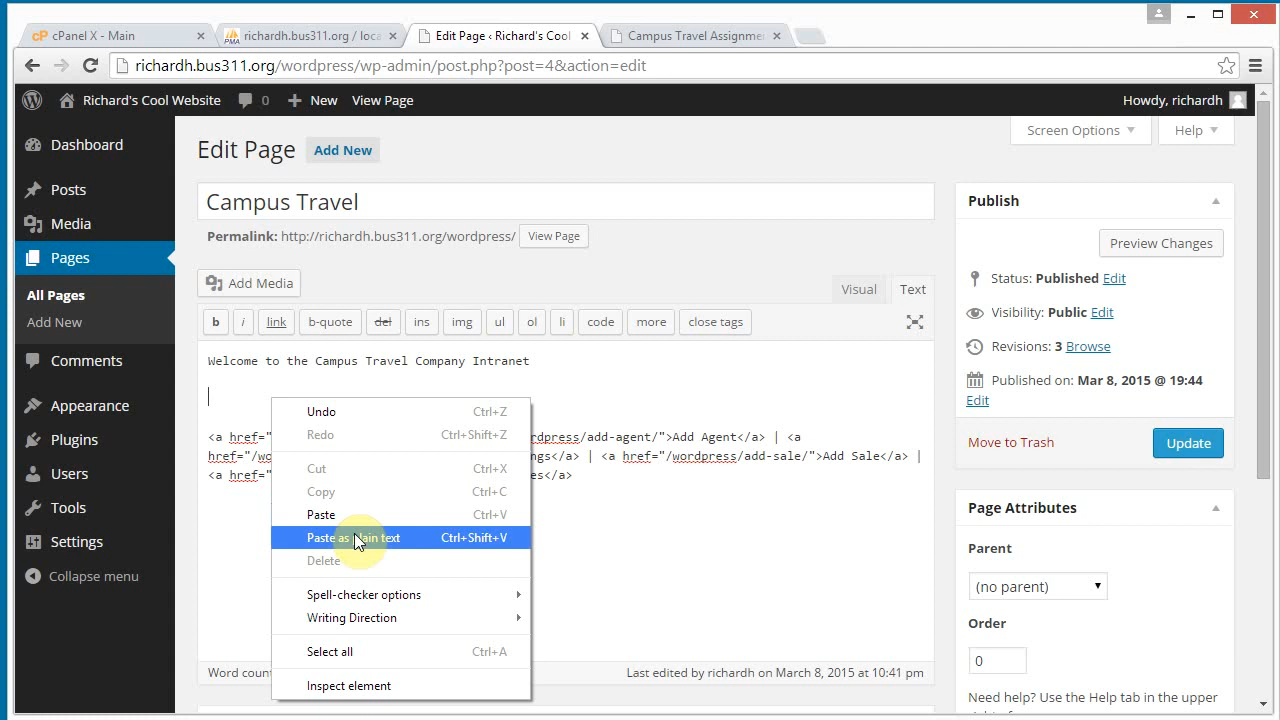 cPanel X - Main
richardh.bus311.org / loca
Edit Page ‹ Richard's Cool
Campus Travel Assignme
richardh.bus311.org/wordpress/wp-admin/post.php?post=4&action=edit
Richard's Cool Website 0 New View Page Howdy, richardh
Dashboard
Posts
Media
Pages
All Pages
Add New
Comments
Appearance
Plugins
Users
Tools
Settings
Collapse menu
Screen Options Help
Edit Page Add New
Campus Travel
Permalink: http://richardh.bus311.org/wordpress/ View Page
Add Media
Visual Text
b i link b-quote del ins img ul ol li code more close tags
Welcome to the Campus Travel Company Intranet
<a href=" rdpress/add-agent/">Add Agent</a> | <a
href="/wo ngs</a> | <a href="/wordpress/add-sale/">Add Sale</a> |
<a href=" es</a>
Undo Ctrl+Z
Redo Ctrl+Shift+Z
Cut Ctrl+X
Copy Ctrl+C
Paste Ctrl+V
Paste as plain text Ctrl+Shift+V
Delete
Spell-checker options
Writing Direction
Select all Ctrl+A
Inspect element
Word coun
Last edited by richardh on March 8, 2015 at 10:41 pm
Publish
Preview Changes
Status: Published Edit
Visibility: Public Edit
Revisions: 3 Browse
Published on: Mar 8, 2015 @ 19:44
Edit
Move to Trash Update
Page Attributes
Parent
(no parent)
Order
0
Need help? Use the Help tab in the upper